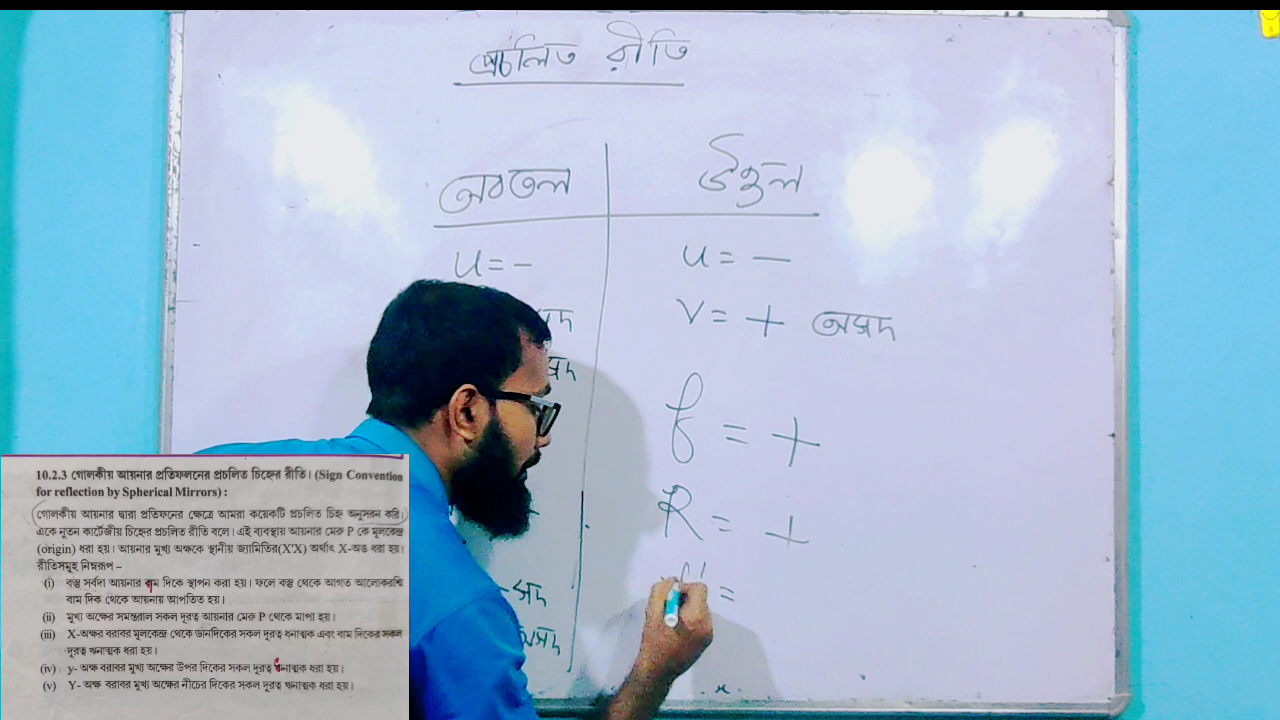 প্রচলিত রীতি
অবতল
উত্তল
u = -
u = -
v = + অসদ
f = +
R = +
h' =
-সদ
অসদ
10.2.3 গোলকীয় আয়নার প্রতিফলনের প্রচলিত চিহ্নের রীতি। (Sign Convention
for reflection by Spherical Mirrors) :
গোলকীয় আয়নার দ্বারা প্রতিফনের ক্ষেত্রে আমরা কয়েকটি প্রচলিত চিহ্ন অনুসরন করি।
একে নুতন কার্টেজীয় চিহ্নের প্রচলিত রীতি বলে। এই ব্যবস্থায় আয়নার মেরু P কে মূলকেন্দ্র
(origin) ধরা হয়। আয়নার মুখ্য অক্ষকে স্থানীয় জ্যামিতির(X'X) অর্থাৎ X-অঙ ধরা হয়।
রীতিসমূহ নিম্নরূপ –
(i) বস্তু সর্বদা আয়নার বাম দিকে স্থাপন করা হয়। ফলে বস্তু থেকে আগত আলোকরশ্মি
বাম দিক থেকে আয়নায় আপতিত হয়।
(ii) মুখ্য অক্ষের সমন্তরাল সকল দূরত্ব আয়নার মেরু P থেকে মাপা হয়।
(iii) X-অক্ষর বরাবর মূলকেন্দ্র থেকে ডানদিকের সকল দূরত্ব ধনাত্মক এবং বাম দিকের সকল
দূরত্ব ঋনাত্মক ধরা হয়।
(iv) y- অক্ষ বরাবর মুখ্য অক্ষের উপর দিকের সকল দূরত্ব ধনাত্মক ধরা হয়।
(v) Y- অক্ষ বরাবর মুখ্য অক্ষের নীচের দিকের সকল দূরত্ব ঋনাত্মক ধরা হয়।